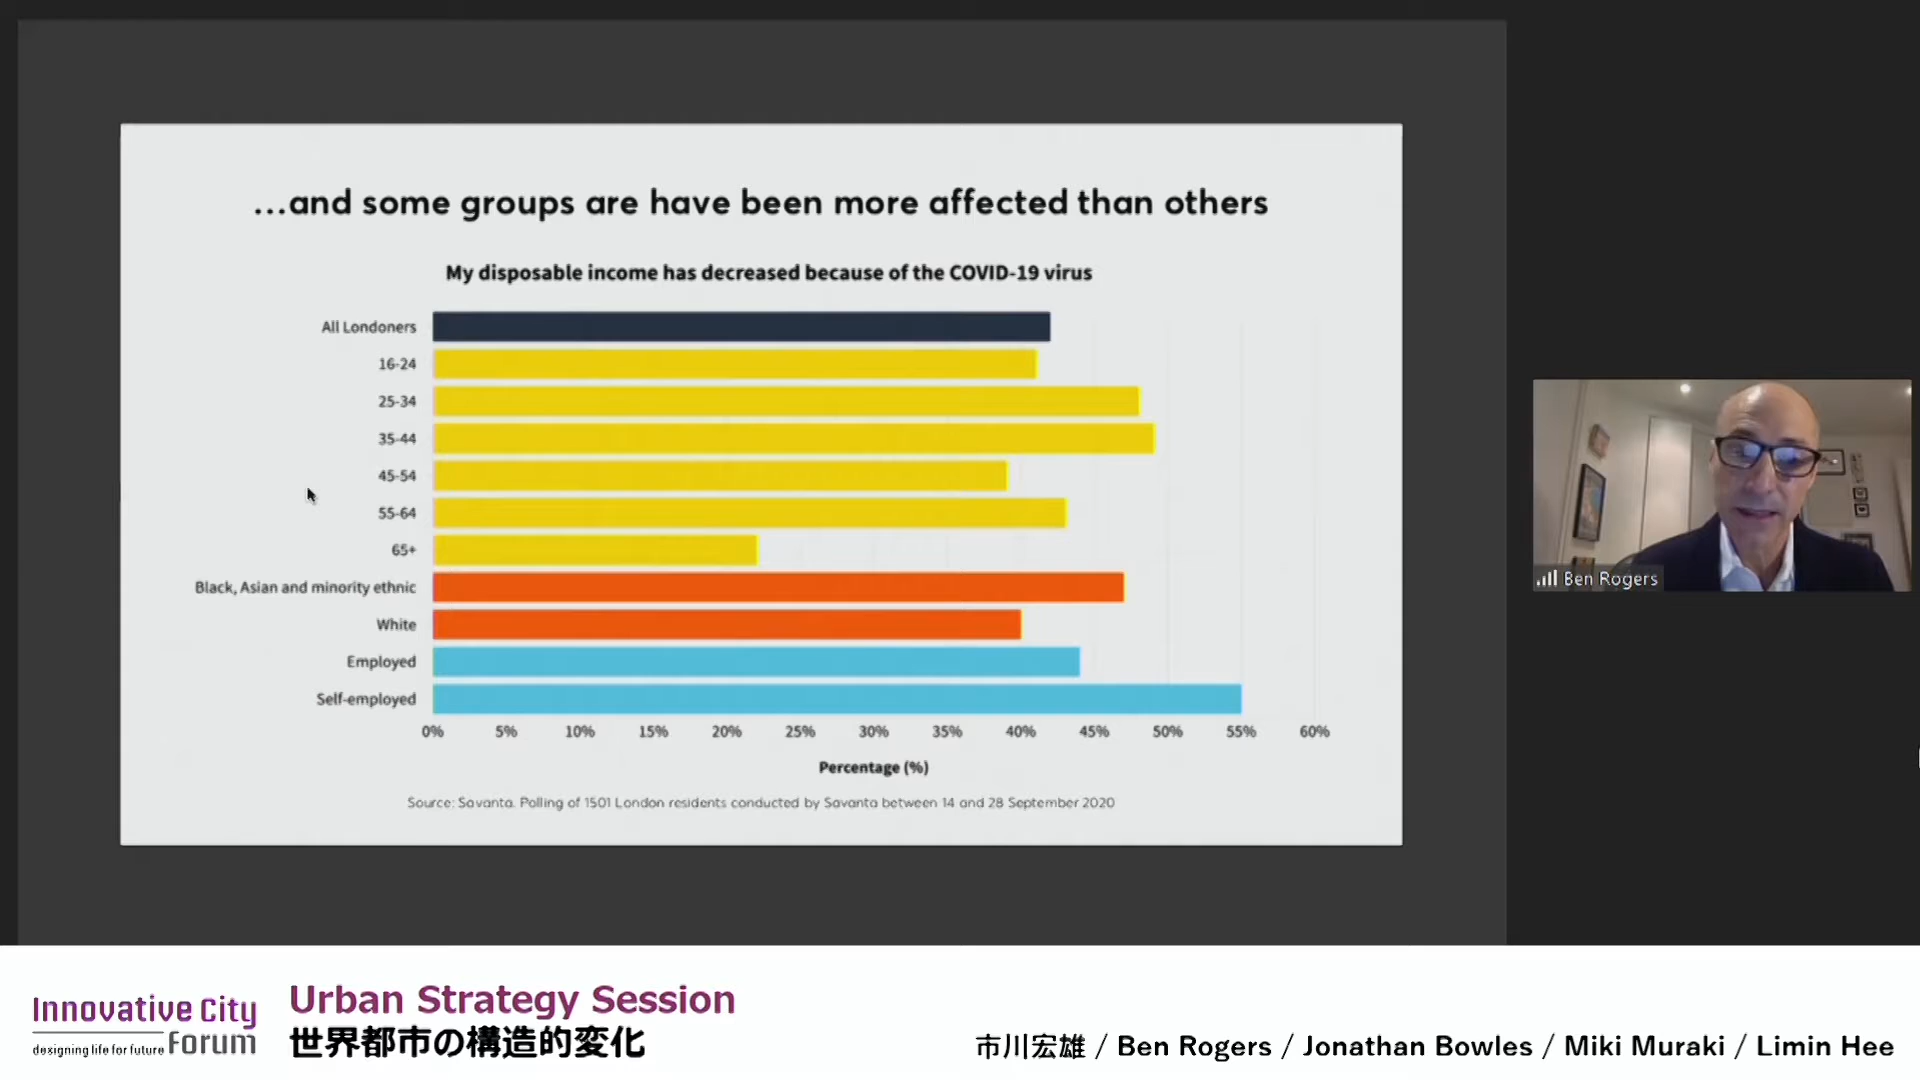 ...and some groups are have been more affected than others
My disposable income has decreased because of the COVID-19 virus
All Londoners
16-24
25-34
35-44
45-54
55-64
65+
Black, Asian and minority ethnic
White
Employed
Self-employed
0% 5% 10% 15% 20% 25% 30% 35% 40% 45% 50% 55% 60%
Percentage (%)
Source: Savanta. Polling of 1501 London residents conducted by Savanta between 14 and 28 September 2020
Ben Rogers
Innovative City
designing life for future Forum
Urban Strategy Session
世界都市の構造的変化
市川宏雄 / Ben Rogers / Jonathan Bowles / Miki Muraki / Limin Hee